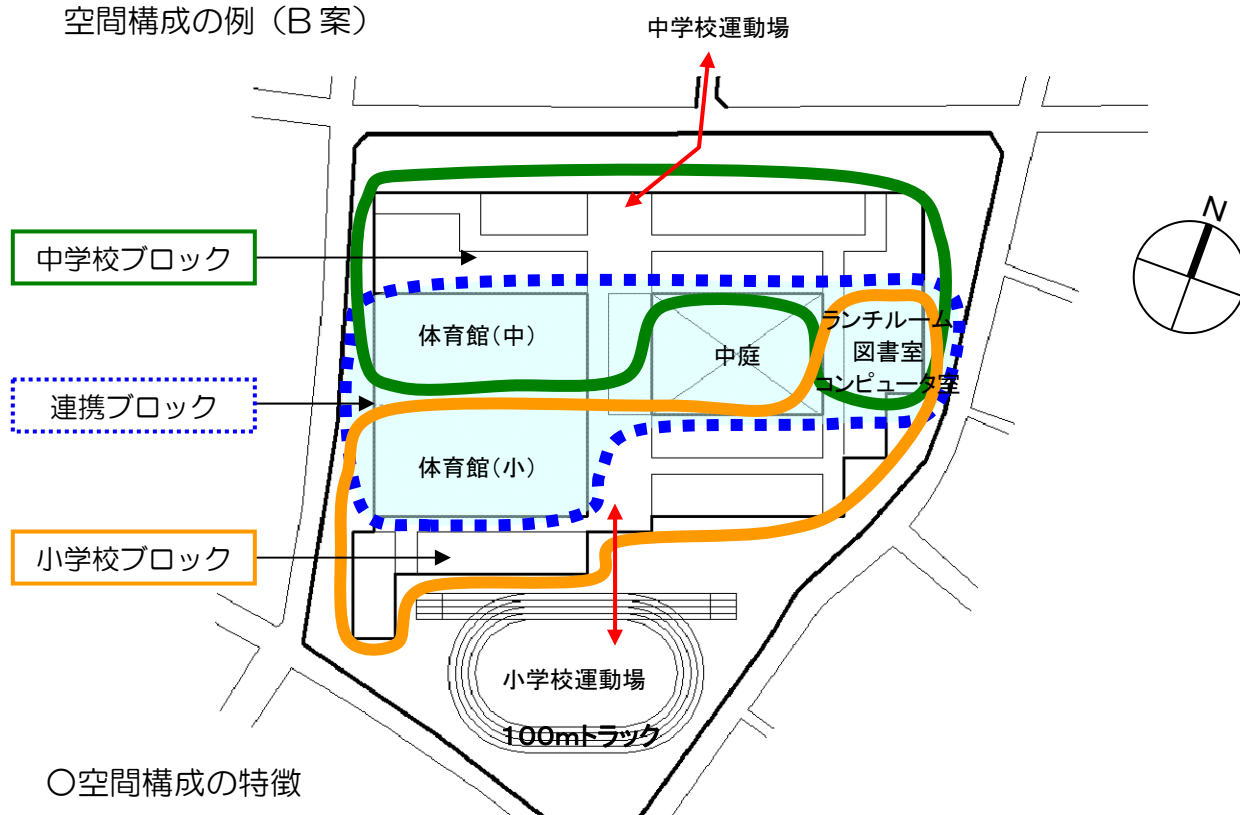 空間構成の例（B案）
中学校運動場
N
中学校ブロック
連携ブロック
小学校ブロック
体育館(中)
中庭
ランチルーム
図書室
コンピュータ室
体育館(小)
小学校運動場
100mトラック
〇空間構成の特徴